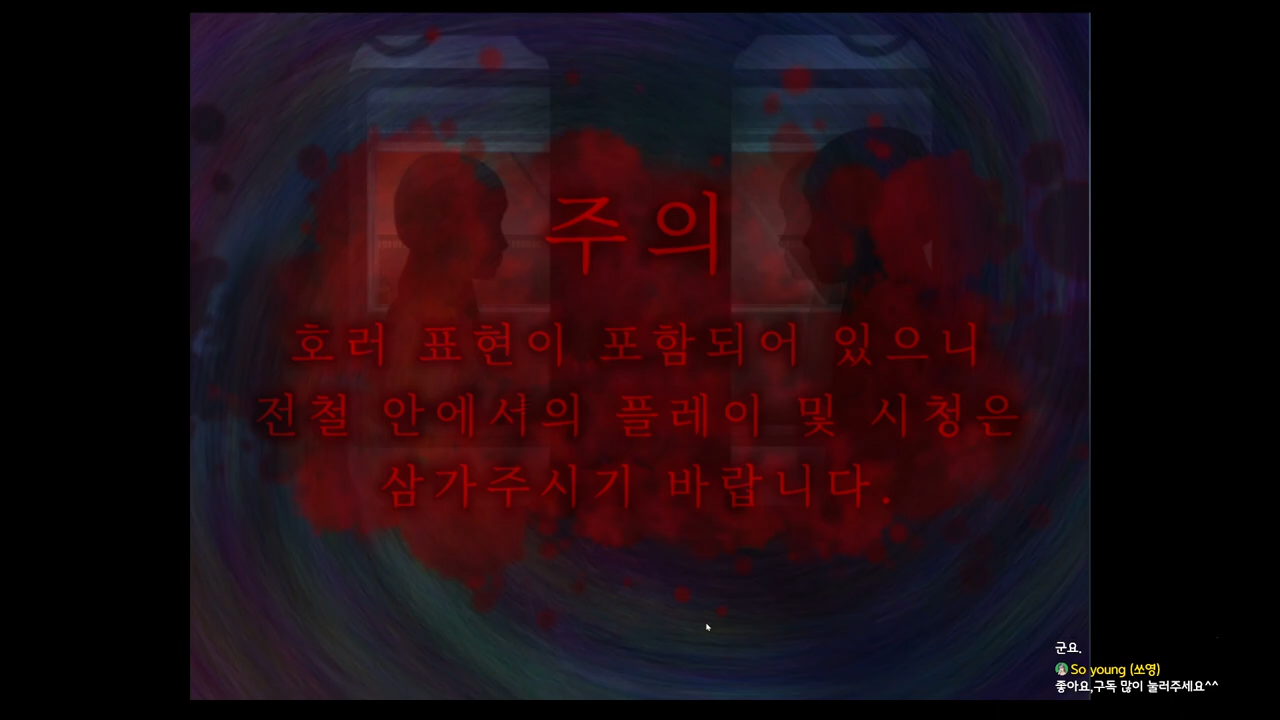 주의
호러 표현이 포함되어 있으니
전철 안에서의 플레이 및 시청은
삼가주시기 바랍니다.
군요.
So young (쏘영)
좋아요,구독 많이 눌러주세요^^